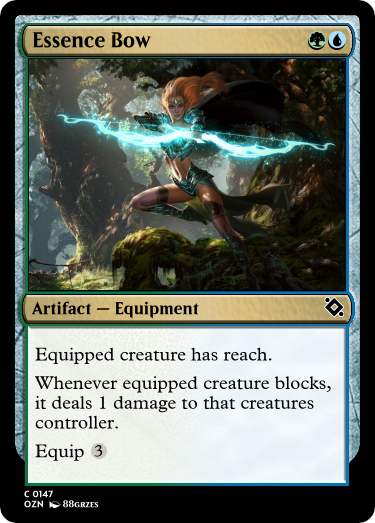 Essence Bow
Artifact — Equipment
Equipped creature has reach.
Whenever equipped creature blocks,
it deals 1 damage to that creatures
controller.
Equip 3
C 0147
OZN 88GRZES